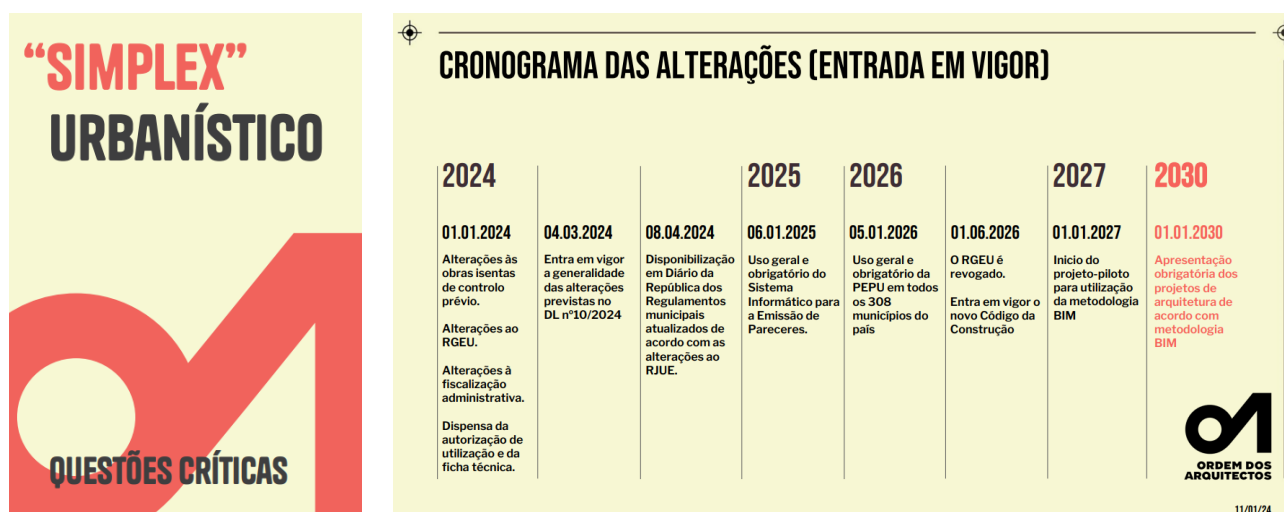 “SIMPLEX”
URBANÍSTICO
QUESTÕES CRÍTICAS
CRONOGRAMA DAS ALTERAÇÕES (ENTRADA EM VIGOR)
2024
01.01.2024
Alterações às
obras isentas
de controlo
prévio.
Alterações ao
RGEU.
Alterações à
fiscalização
administrativa.
Dispensa da
autorização de
utilização e da
ficha técnica.
04.03.2024
Entra em vigor
a generalidade
das alterações
previstas no
DL nº10/2024
08.04.2024
Disponibilização
em Diário da
República dos
Regulamentos
municipais
atualizados de
acordo com as
alterações ao
RJUE.
2025
06.01.2025
Uso geral e
obrigatório do
Sistema
Informático para
a Emissão de
Pareceres.
2026
05.01.2026
Uso geral e
obrigatório da
PEPU em todos
os 308
municípios do
país
01.06.2026
O RGEU é
revogado.
Entra em vigor o
novo Código da
Construção
2027
01.01.2027
Inicio do
projeto-piloto
para utilização
da metodologia
BIM
2030
01.01.2030
Apresentação
obrigatória dos
projetos de
arquitetura de
acordo com
metodologia
BIM
ORDEM DOS
ARQUITECTOS
11/01/24